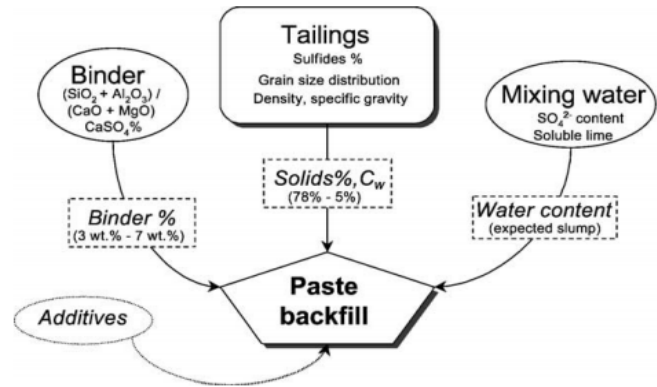 Tailings
Sulfides %
Grain size distribution
Density, specific gravity
Binder
(SiO₂ + Al₂O₃) /
(CaO + MgO)
CaSO₄%
Mixing water
SO₄²⁻ content
Soluble lime
Solids%, Cw
(78% - 5%)
Binder %
(3 wt.% - 7 wt.%)
Water content
(expected slump)
Paste
backfill
Additives